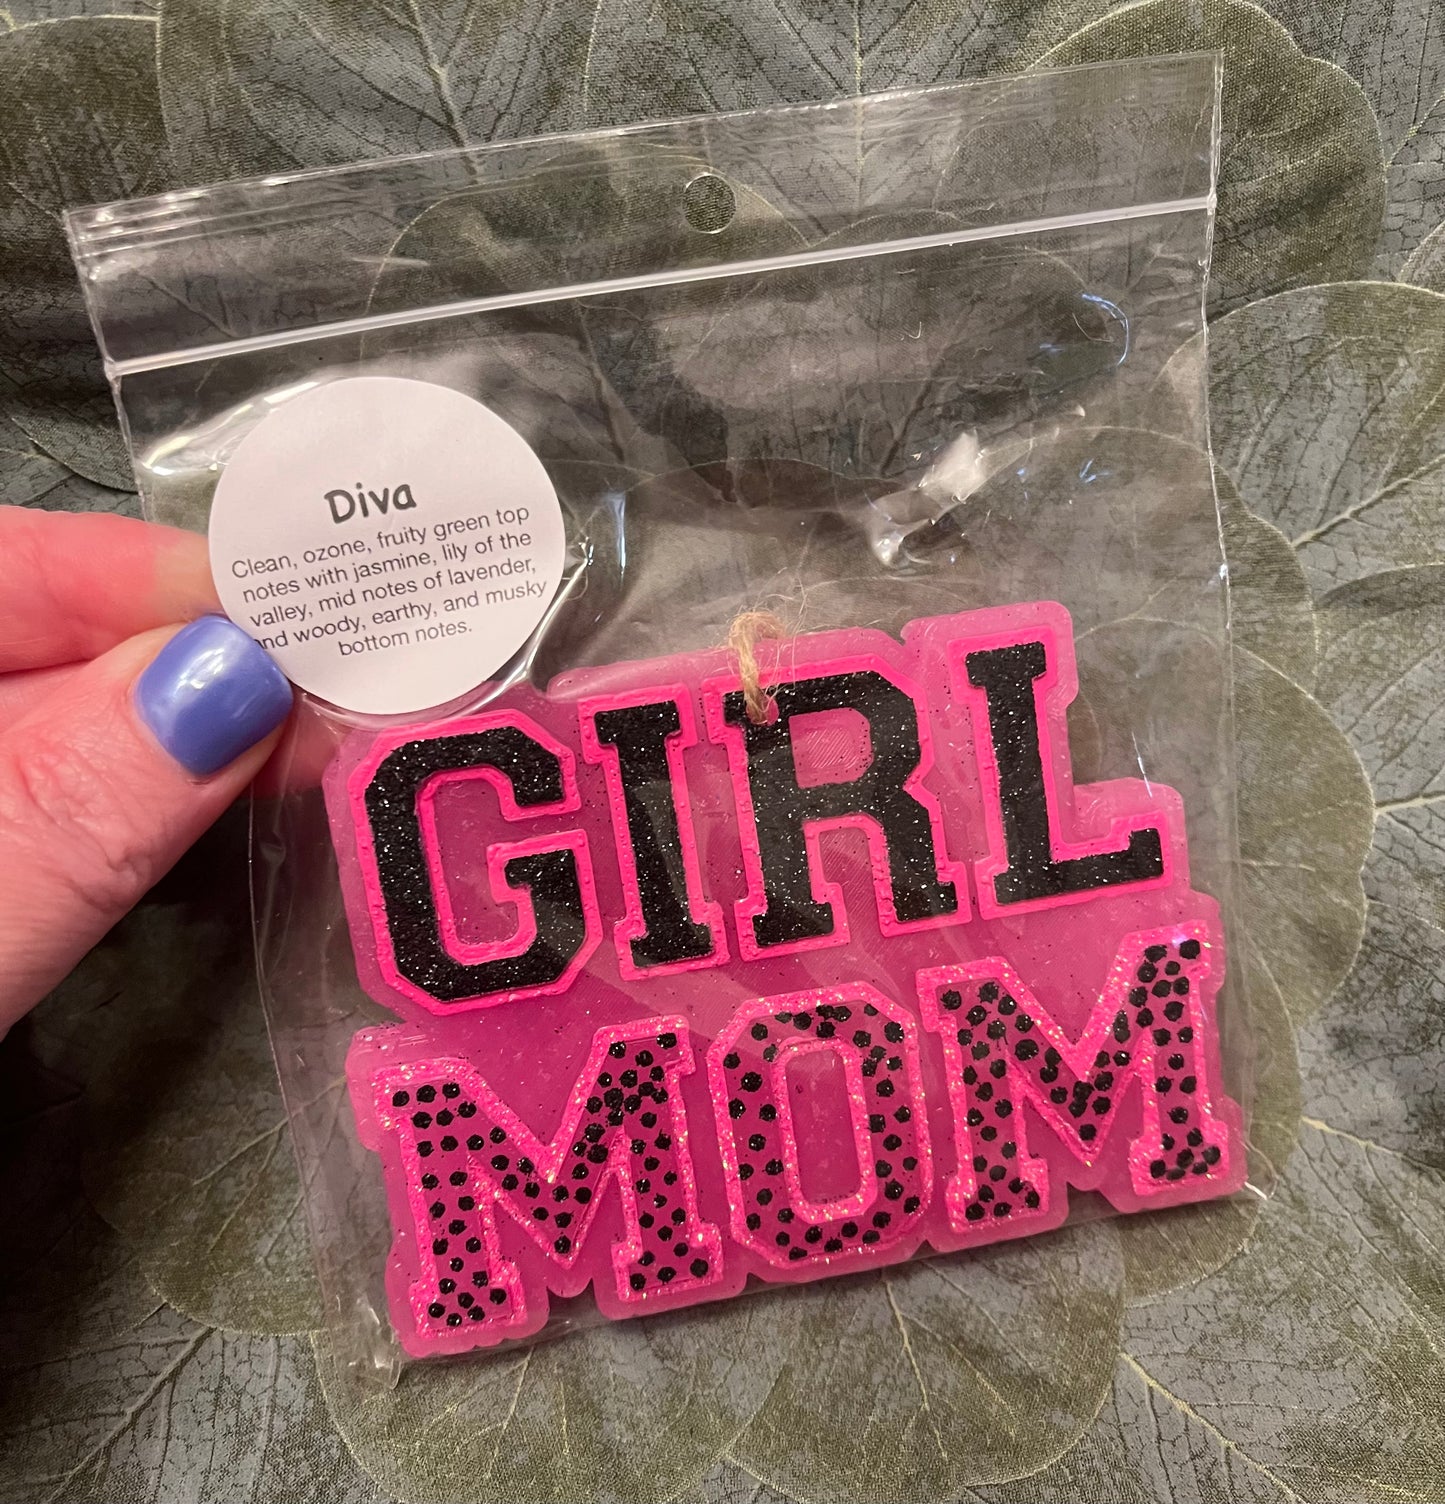 Diva
Clean, ozone, fruity green top
notes with jasmine, lily of the
valley, mid notes of lavender,
and woody, earthy, and musky
bottom notes.
GIRL
MOM